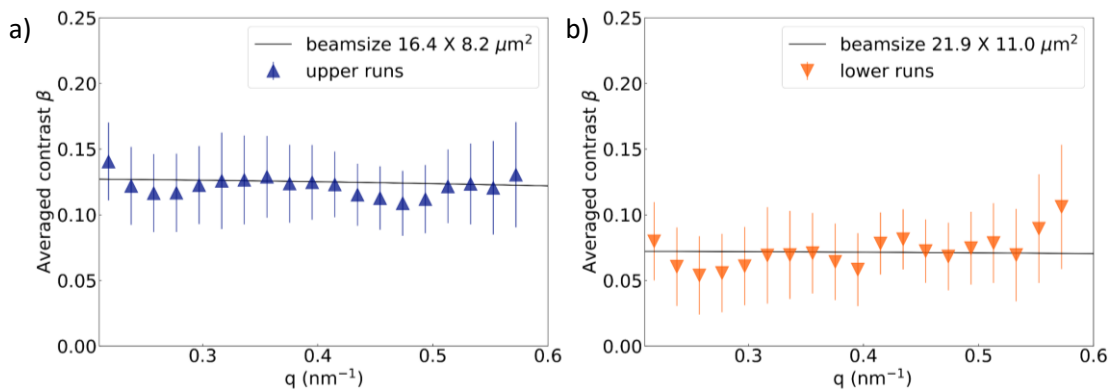 a)
0.25
0.20
0.15
0.10
0.05
0.00
Averaged contrast β
beamsize 16.4 X 8.2 μm²
upper runs
0.3 0.4 0.5 0.6
q (nm⁻¹)
b)
0.25
0.20
0.15
0.10
0.05
0.00
Averaged contrast β
beamsize 21.9 X 11.0 μm²
lower runs
0.3 0.4 0.5 0.6
q (nm⁻¹)